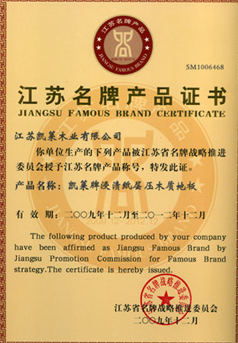 江苏名牌产品
JIANGSU FAMOUS BRAND
SM1006468
江苏名牌产品证书
JIANGSU FAMOUS BRAND CERTIFICATE
江苏凯莱木业有限公司
你单位生产的下列产品被江苏省名牌战略推进
委员会授予江苏名牌产品称号，特发此证。
产品名称：凯莱牌浸渍纸层压木质地板
有效期：二○○九年十二月至二○一二年十二月
The following product produced by your company
have been affirmed as Jiangsu Famous Brand by
Jiangsu Promotion Commission for Famous Brand
strategy.The certificate is hereby issued.
江苏省名牌战略推进委员会
二○○九年十二月